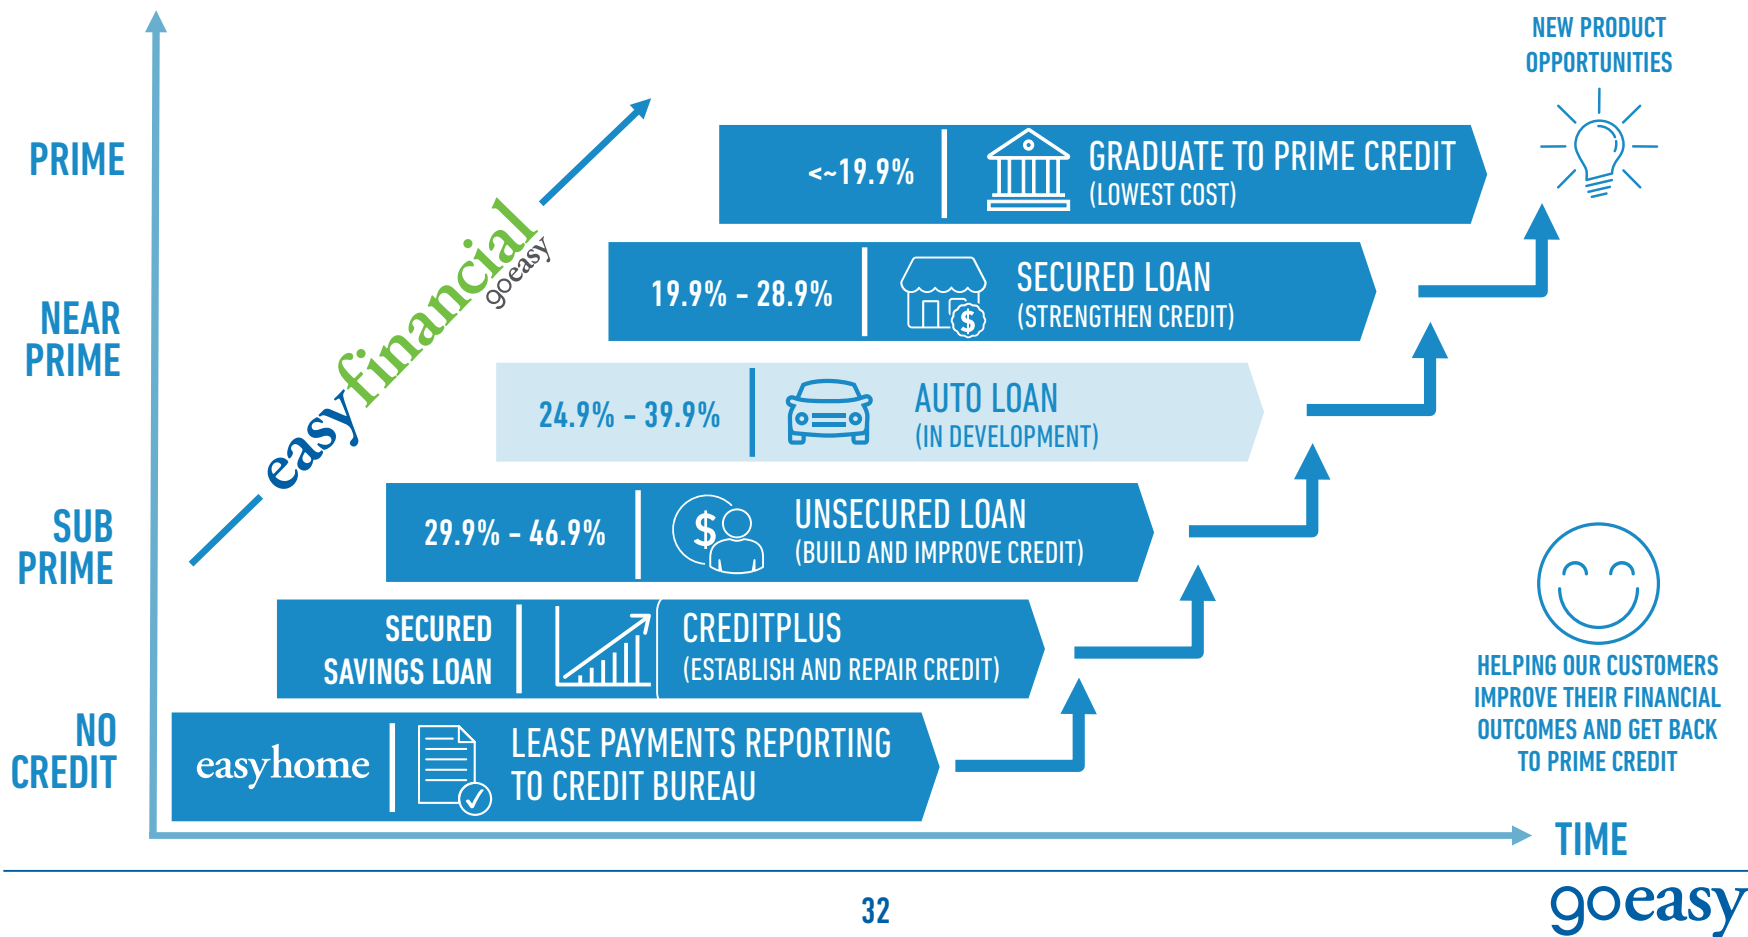 NEW PRODUCT
OPPORTUNITIES
PRIME
<~19.9%
GRADUATE TO PRIME CREDIT
(LOWEST COST)
easyfinancial
goeasy
NEAR
PRIME
19.9% – 28.9%
$
SECURED LOAN
(STRENGTHEN CREDIT)
24.9% – 39.9%
AUTO LOAN
(IN DEVELOPMENT)
SUB
PRIME
29.9% – 46.9%
$
UNSECURED LOAN
(BUILD AND IMPROVE CREDIT)
SECURED
SAVINGS LOAN
CREDITPLUS
(ESTABLISH AND REPAIR CREDIT)
NO
CREDIT
easyhome
LEASE PAYMENTS REPORTING
TO CREDIT BUREAU
HELPING OUR CUSTOMERS
IMPROVE THEIR FINANCIAL
OUTCOMES AND GET BACK
TO PRIME CREDIT
TIME
32
goeasy